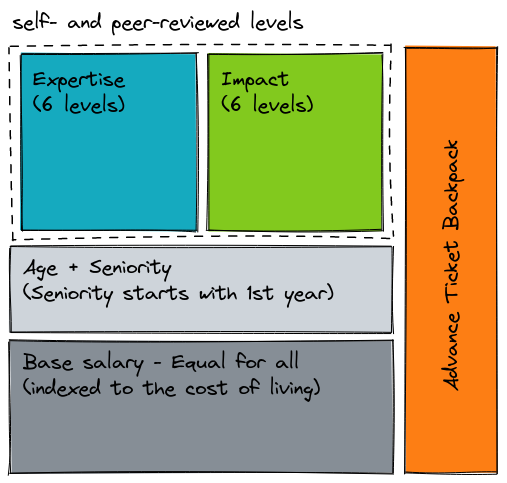 self- and peer-reviewed levels
Expertise
(6 levels)
Impact
(6 levels)
Age + Seniority
(Seniority starts with 1st year)
Base salary - Equal for all
(indexed to the cost of living)
Advance Ticket Backpack